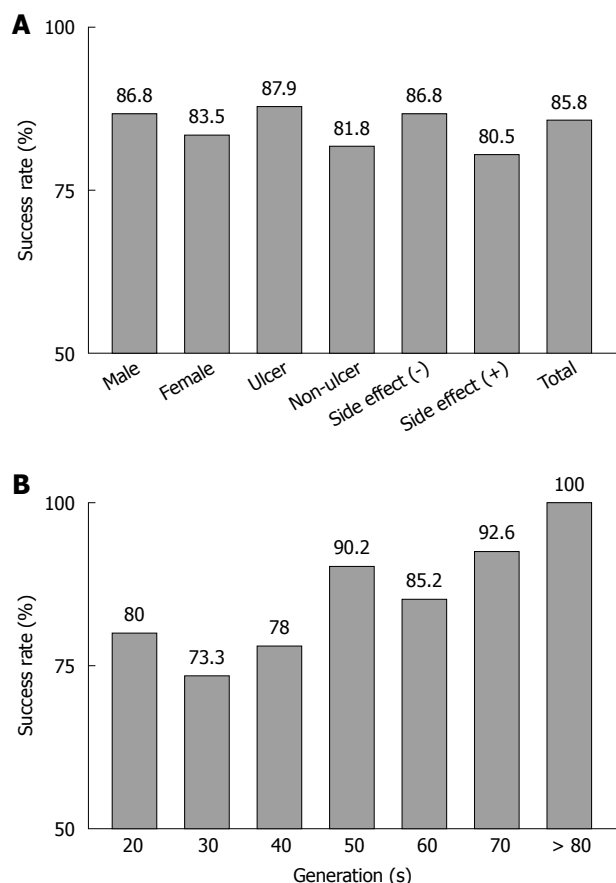 A
100
86.8
83.5
87.9
81.8
86.8
80.5
85.8
75
50
Success rate (%)
Male
Female
Ulcer
Non-ulcer
Side effect (-)
Side effect (+)
Total
B
100
80
73.3
78
90.2
85.2
92.6
100
75
50
Success rate (%)
20 30 40 50 60 70 > 80
Generation (s)